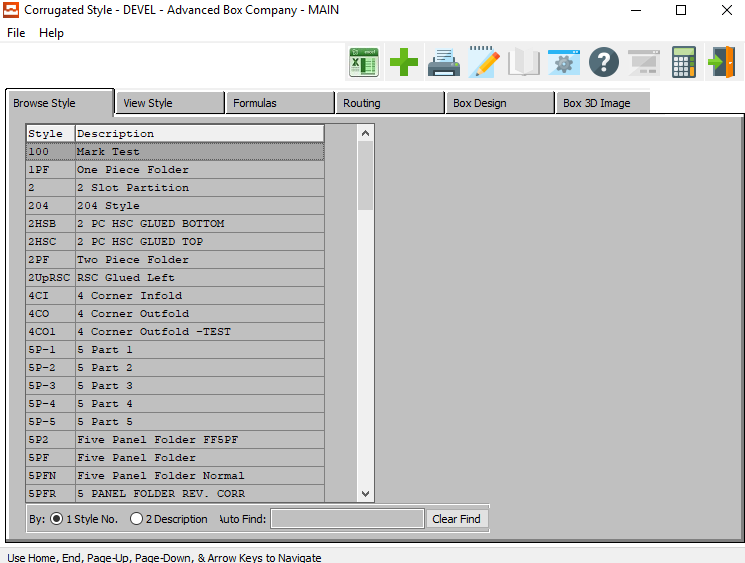 Corrugated Style - DEVEL - Advanced Box Company - MAIN
File Help
Browse Style View Style Formulas Routing Box Design Box 3D Image
Style Description
100 Mark Test
1PF One Piece Folder
2 2 Slot Partition
204 204 Style
2HSB 2 PC HSC GLUED BOTTOM
2HSC 2 PC HSC GLUED TOP
2PF Two Piece Folder
2UpRSC RSC Glued Left
4CI 4 Corner Infold
4CO 4 Corner Outfold
4CO1 4 Corner Outfold -TEST
5P-1 5 Part 1
5P-2 5 Part 2
5P-3 5 Part 3
5P-4 5 Part 4
5P-5 5 Part 5
5P2 Five Panel Folder FF5PF
5PF Five Panel Folder
5PFN Five Panel Folder Normal
5PFR 5 PANEL FOLDER REV. CORR
By: 1 Style No. 2 Description Auto Find: Clear Find
Use Home, End, Page-Up, Page-Down, & Arrow Keys to Navigate